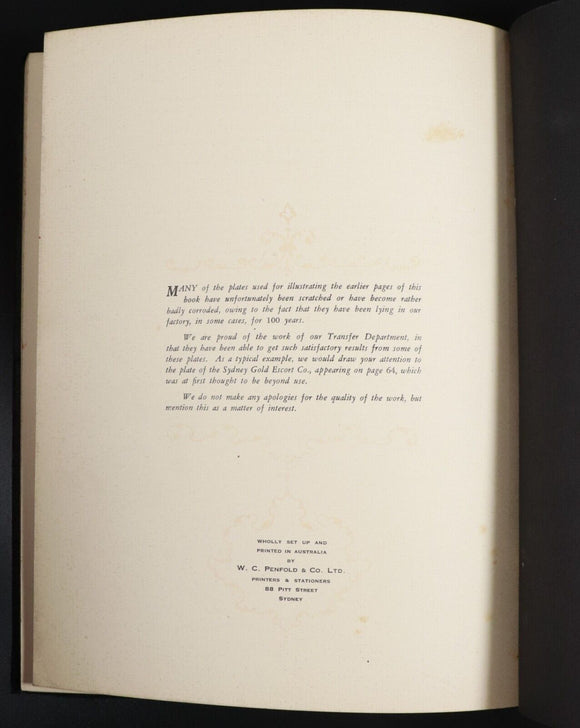 MANY of the plates used for illustrating the earlier pages of this
book have unfortunately been scratched or have become rather
badly corroded, owing to the fact that they have been lying in our
factory, in some cases, for 100 years.
We are proud of the work of our Transfer Department, in
that they have been able to get such satisfactory results from some of
these plates. As a typical example, we would draw your attention to
the plate of the Sydney Gold Escort Co., appearing on page 64, which
was at first thought to be beyond use.
We do not make any apologies for the quality of the work, but
mention this as a matter of interest.
WHOLLY SET UP AND
PRINTED IN AUSTRALIA
BY
W. C. PENFOLD & CO. LTD.
PRINTERS & STATIONERS
88 PITT STREET
SYDNEY